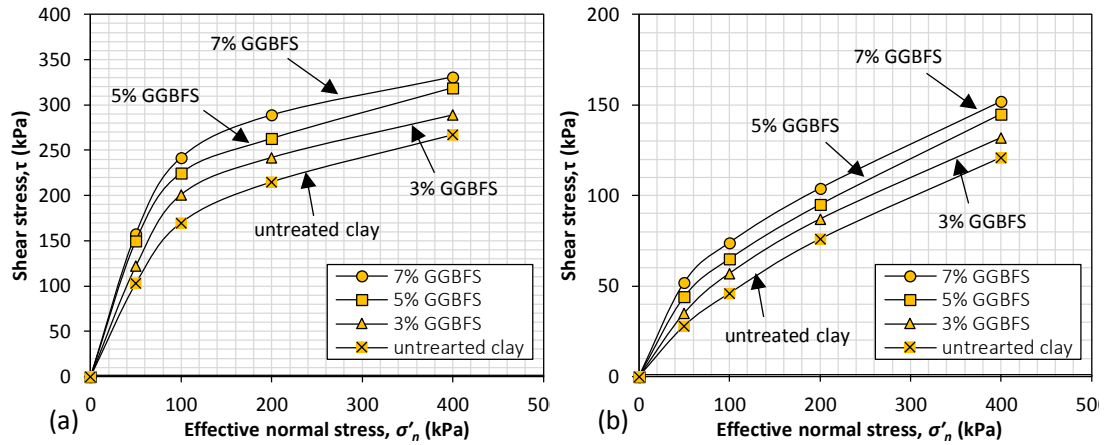 400
350
300
250
200
150
100
50
0
Shear stress,τ (kPa)
7% GGBFS
5% GGBFS
3% GGBFS
untreated clay
7% GGBFS
5% GGBFS
3% GGBFS
untrearted clay
0 100 200 300 400 500
(a)
Effective normal stress, σ′n (kPa)
200
150
100
50
0
Shear stress,τ (kPa)
7% GGBFS
5% GGBFS
3% GGBFS
untreated clay
7% GGBFS
5% GGBFS
3% GGBFS
untrearted clay
0 100 200 300 400 50
(b)
Effective normal stress, σ′n (kPa)